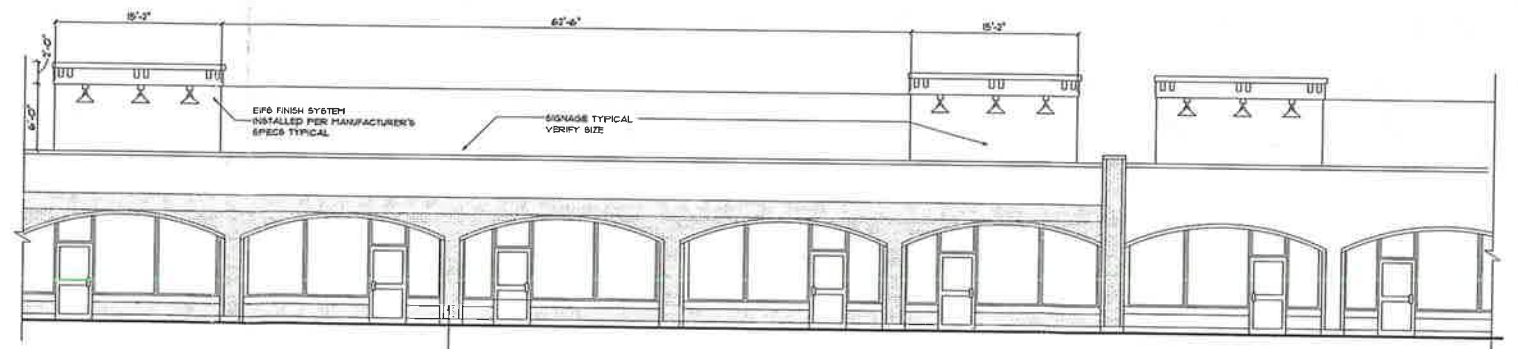 15'-2"
62'-6"
15'-2"
2'-0"
6'-0"
EIFS FINISH SYSTEM
INSTALLED PER MANUFACTURER'S
SPECS TYPICAL
SIGNAGE TYPICAL
VERIFY SIZE